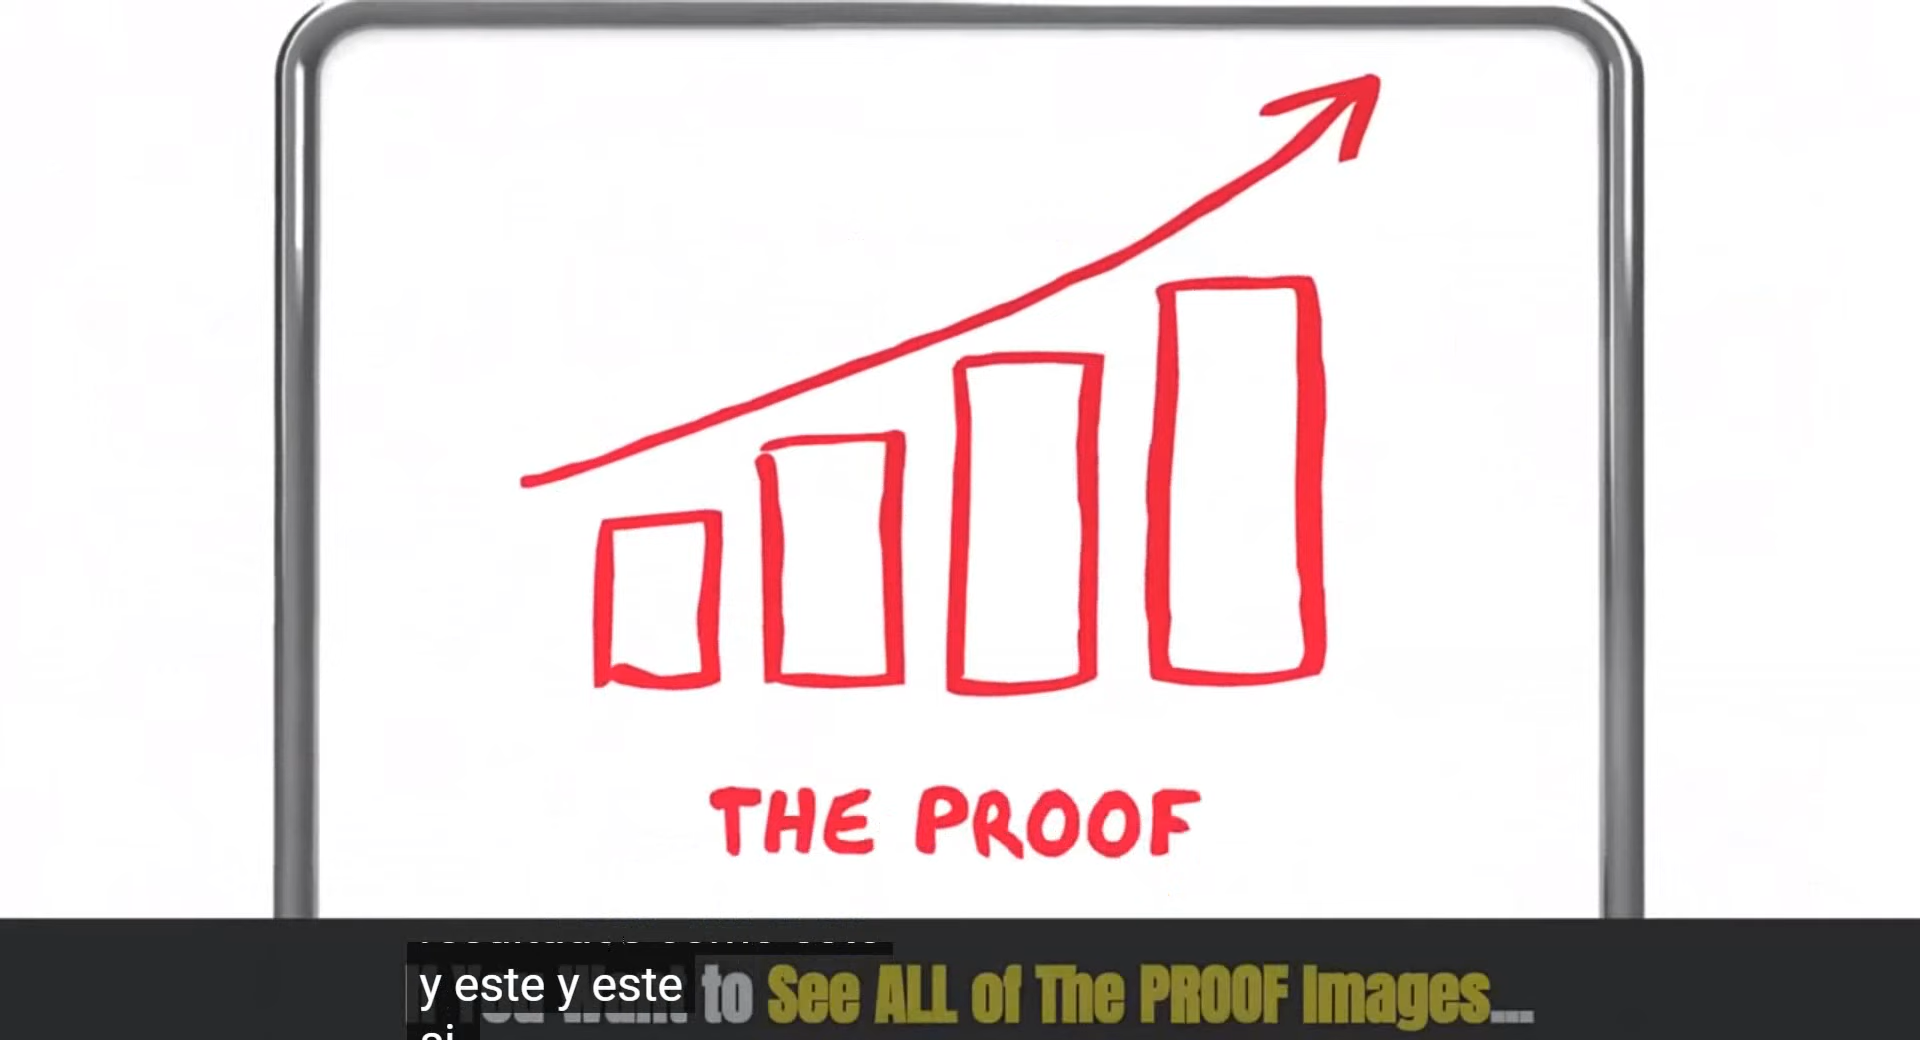 THE PROOF
to See ALL of The PROOF Images...
y este y este